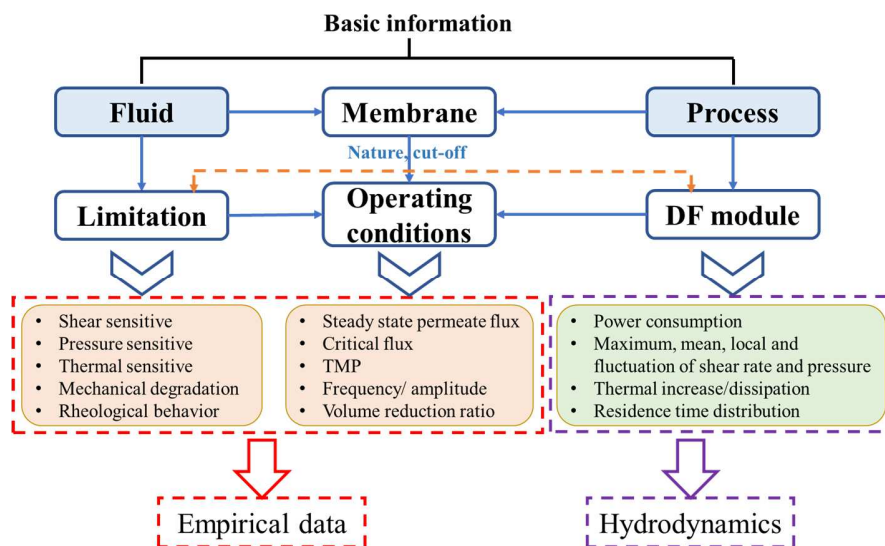 Basic information
Fluid
Membrane
Process
Nature, cut-off
Limitation
Operating
conditions
DF module
• Shear sensitive
• Pressure sensitive
• Thermal sensitive
• Mechanical degradation
• Rheological behavior
• Steady state permeate flux
• Critical flux
• TMP
• Frequency/ amplitude
• Volume reduction ratio
• Power consumption
• Maximum, mean, local and
fluctuation of shear rate and pressure
• Thermal increase/dissipation
• Residence time distribution
Empirical data
Hydrodynamics